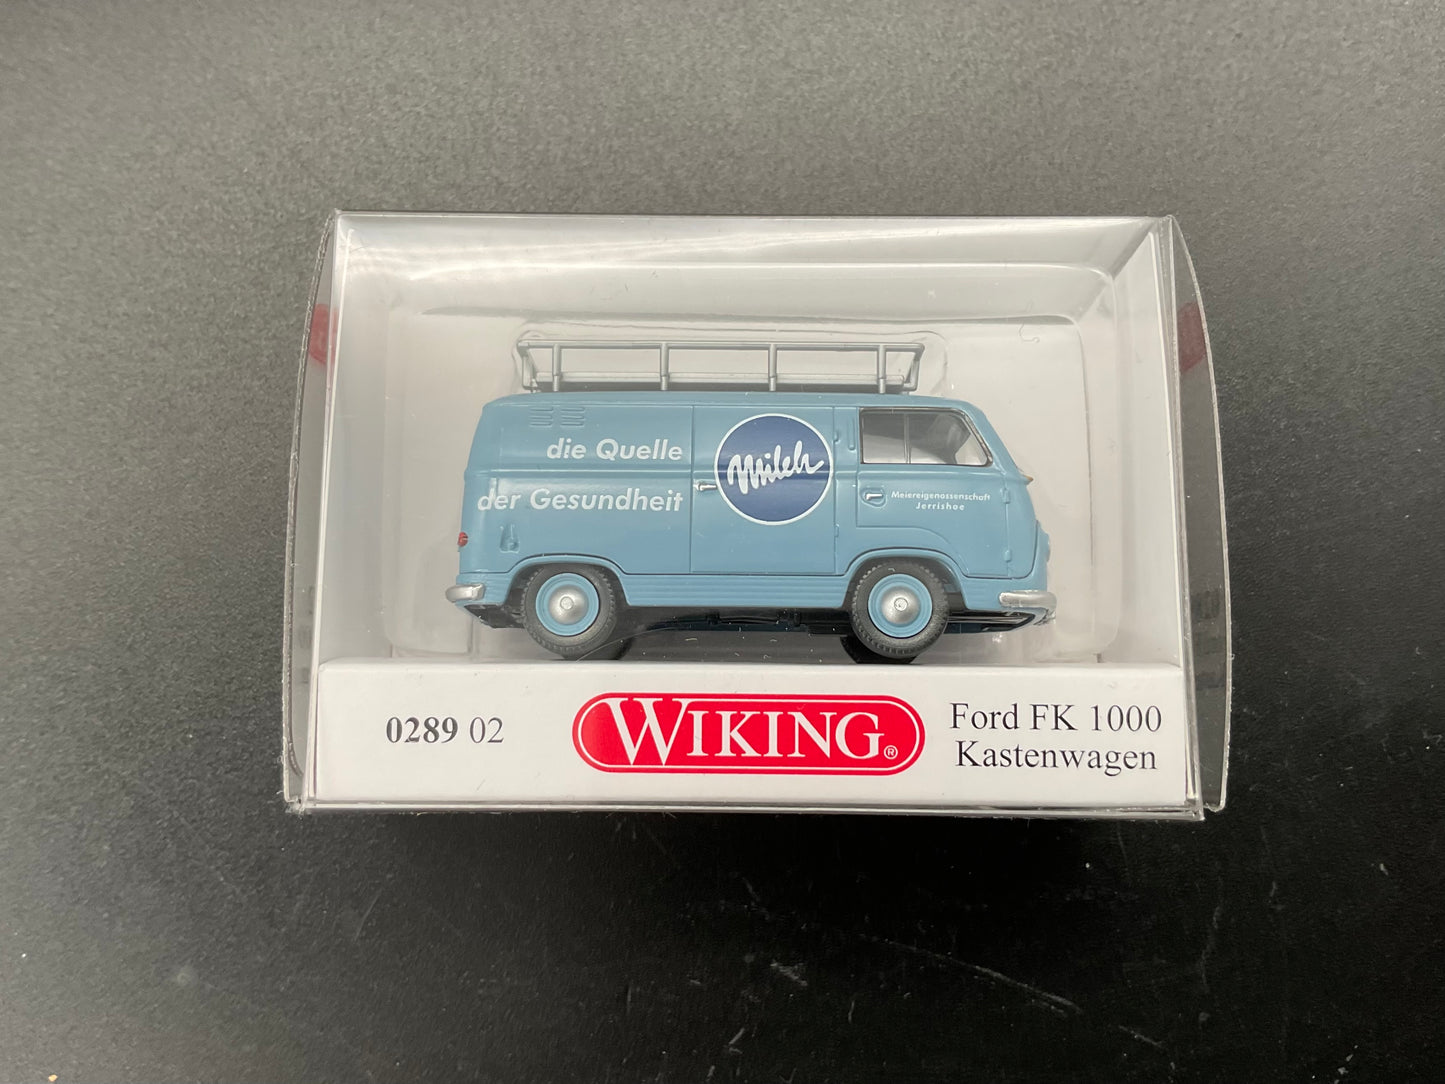 die Quelle
der Gesundheit
Milch
Meiereigenossenschaft
Jerrishoe
0289 02
WIKING®
Ford FK 1000
Kastenwagen